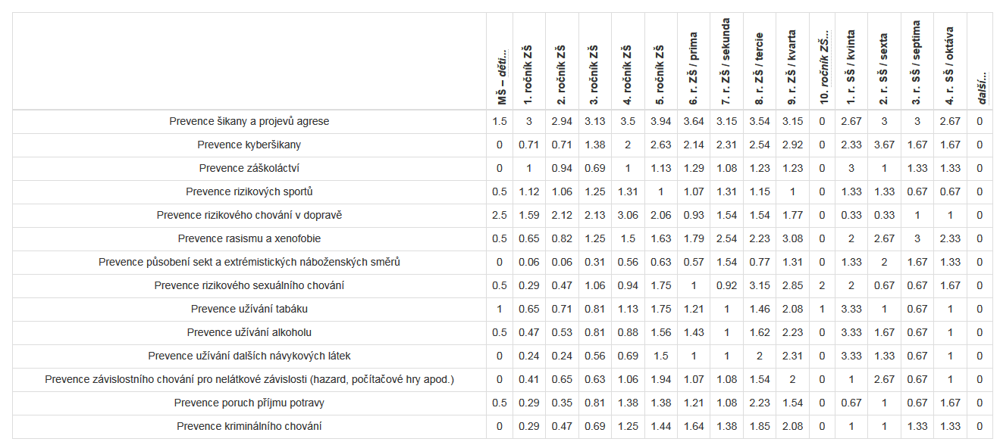 MŠ – děti...
1. ročník ZŠ
2. ročník ZŠ
3. ročník ZŠ
4. ročník ZŠ
5. ročník ZŠ
6. r. ZŠ / prima
7. r. ZŠ / sekunda
8. r. ZŠ / tercie
9. r. ZŠ / kvarta
10. ročník ZŠ...
1. r. SŠ / kvinta
2. r. SŠ / sexta
3. r. SŠ / septima
4. r. SŠ / oktáva
další...
Prevence šikany a projevů agrese 1.5 3 2.94 3.13 3.5 3.94 3.64 3.15 3.54 3.15 0 2.67 3 3 2.67 0
Prevence kyberšikany 0 0.71 0.71 1.38 2 2.63 2.14 2.31 2.54 2.92 0 2.33 3.67 1.67 1.67 0
Prevence záškoláctví 0 1 0.94 0.69 1 1.13 1.29 1.08 1.23 1.23 0 3 1 1.33 1.33 0
Prevence rizikových sportů 0.5 1.12 1.06 1.25 1.31 1 1.07 1.31 1.15 1 0 1.33 1.33 0.67 0.67 0
Prevence rizikového chování v dopravě 2.5 1.59 2.12 2.13 3.06 2.06 0.93 1.54 1.54 1.77 0 0.33 0.33 1 1 0
Prevence rasismu a xenofobie 0.5 0.65 0.82 1.25 1.5 1.63 1.79 2.54 2.23 3.08 0 2 2.67 3 2.33 0
Prevence působení sekt a extrémistických náboženských směrů 0 0.06 0.06 0.31 0.56 0.63 0.57 1.54 0.77 1.31 0 1.33 2 1.67 1.33 0
Prevence rizikového sexuálního chování 0.5 0.29 0.47 1.06 0.94 1.75 1 0.92 3.15 2.85 2 2 0.67 0.67 1.67 0
Prevence užívání tabáku 1 0.65 0.71 0.81 1.13 1.75 1.21 1 1.46 2.08 1 3.33 1 0.67 1 0
Prevence užívání alkoholu 0.5 0.47 0.53 0.81 0.88 1.56 1.43 1 1.62 2.23 0 3.33 1.67 0.67 1 0
Prevence užívání dalších návykových látek 0 0.24 0.24 0.56 0.69 1.5 1 1 2 2.31 0 3.33 1.33 0.67 1 0
Prevence závislostního chování pro nelátkové závislosti (hazard, počítačové hry apod.) 0 0.41 0.65 0.63 1.06 1.94 1.07 1.08 1.54 2 0 1 2.67 0.67 1 0
Prevence poruch příjmu potravy 0.5 0.29 0.35 0.81 1.38 1.38 1.21 1.08 2.23 1.54 0 0.67 1 0.67 1.67 0
Prevence kriminálního chování 0 0.29 0.47 0.69 1.25 1.44 1.64 1.38 1.85 2.08 0 1 1 1.33 1.33 0